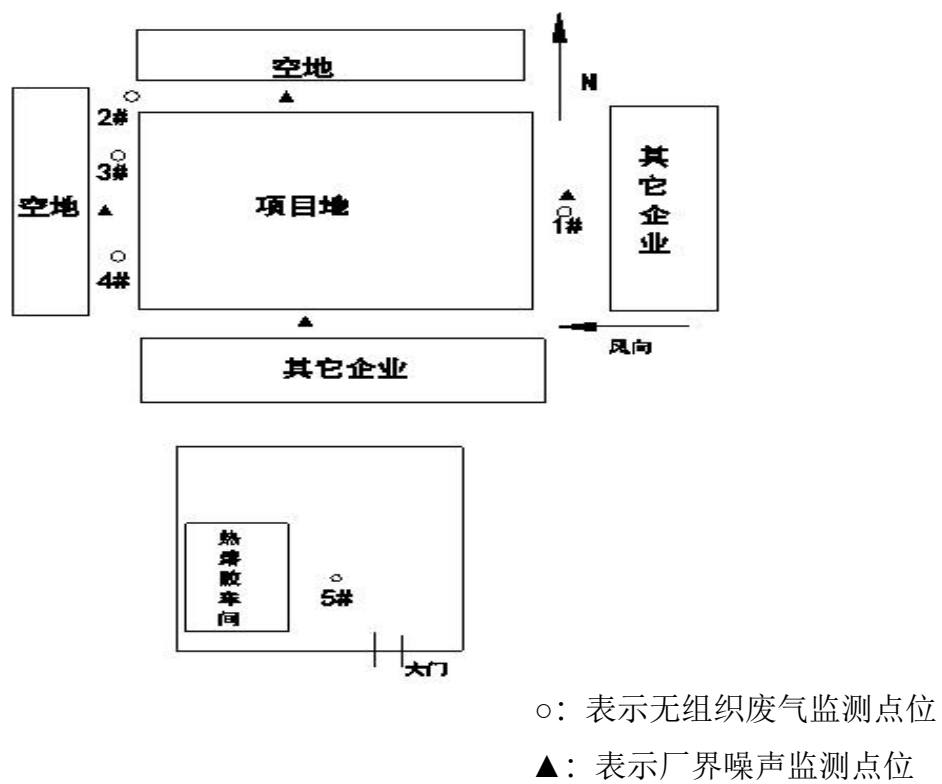 空地
N
2#
3#
空地
项目地
1#
其它企业
4#
风向
其它企业
热熔胶车间
5#
大门
○：表示无组织废气监测点位
▲：表示厂界噪声监测点位